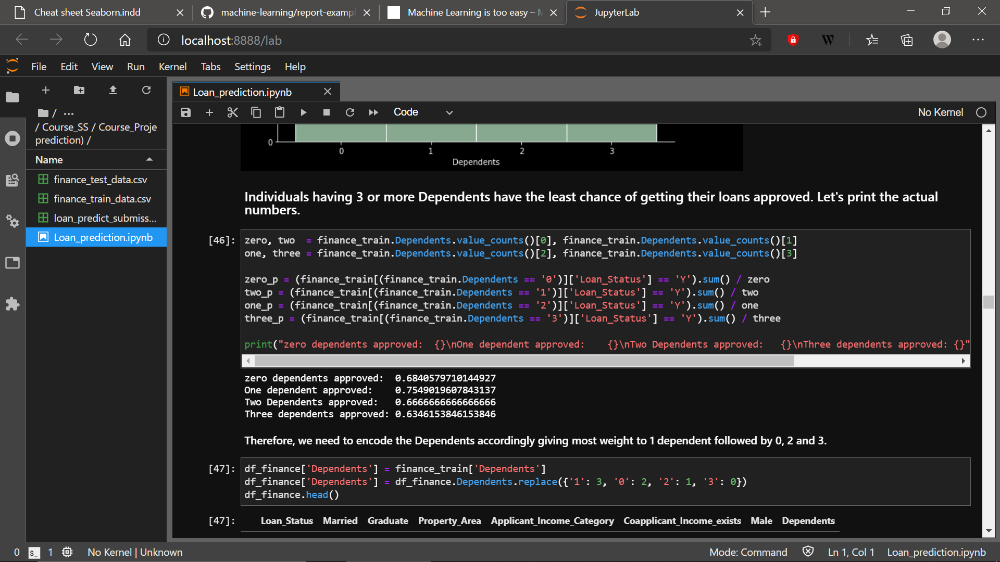 Cheat sheet Seaborn.indd
machine-learning/report-exampl
Machine Learning is too easy – M
JupyterLab
localhost:8888/lab
W
File Edit View Run Kernel Tabs Settings Help
/ ...
/ Course_SS / Course_Proje
prediction) /
Name
finance_test_data.csv
finance_train_data.csv
loan_predict_submiss...
Loan_prediction.ipynb
Loan_prediction.ipynb
Code
No Kernel
0
0 1 2 3
Dependents
Individuals having 3 or more Dependents have the least chance of getting their loans approved. Let's print the actual
numbers.
[46]:
zero, two  = finance_train.Dependents.value_counts()[0], finance_train.Dependents.value_counts()[1]
one, three = finance_train.Dependents.value_counts()[2], finance_train.Dependents.value_counts()[3]
zero_p = (finance_train[(finance_train.Dependents == '0')]['Loan_Status'] == 'Y').sum() / zero
two_p = (finance_train[(finance_train.Dependents == '1')]['Loan_Status'] == 'Y').sum() / two
one_p = (finance_train[(finance_train.Dependents == '2')]['Loan_Status'] == 'Y').sum() / one
three_p = (finance_train[(finance_train.Dependents == '3')]['Loan_Status'] == 'Y').sum() / three
print("zero dependents approved:  {}\nOne dependent approved:    {}\nTwo Dependents approved:   {}\nThree dependents approved: {}"
zero dependents approved:  0.6840579710144927
One dependent approved:    0.7549019607843137
Two Dependents approved:   0.6666666666666666
Three dependents approved: 0.6346153846153846
Therefore, we need to encode the Dependents accordingly giving most weight to 1 dependent followed by 0, 2 and 3.
[47]:
df_finance['Dependents'] = finance_train['Dependents']
df_finance['Dependents'] = df_finance.Dependents.replace({'1': 3, '0': 2, '2': 1, '3': 0})
df_finance.head()
[47]:
Loan_Status Married Graduate Property_Area Applicant_Income_Category Coapplicant_Income_exists Male Dependents
0 $_ 1 No Kernel | Unknown
Mode: Command Ln 1, Col 1 Loan_prediction.ipynb